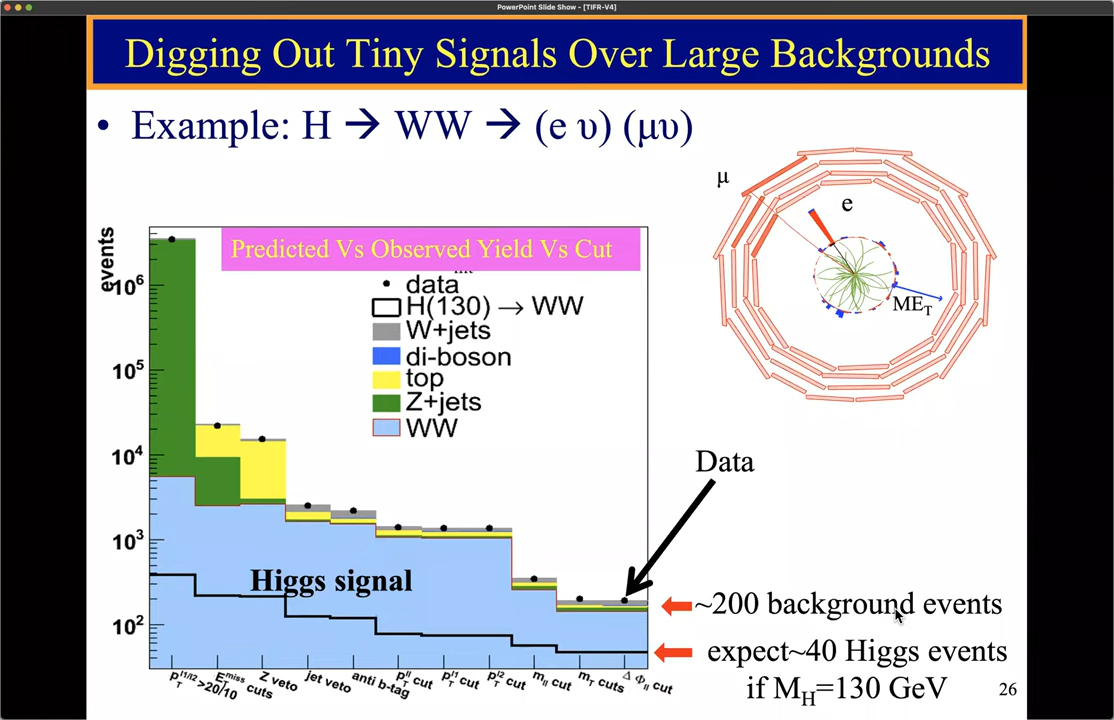 PowerPoint Slide Show - [TIFR-V4]
Digging Out Tiny Signals Over Large Backgrounds
• Example: H → WW → (e υ) (μυ)
μ
e
ME_T
events
Predicted Vs Observed Yield Vs Cut
data
H(130) → WW
W+jets
di-boson
top
Z+jets
WW
10^6
10^5
10^4
10^3
10^2
Higgs signal
Data
~200 background events
expect~40 Higgs events
if M_H=130 GeV
p_T^{l1/l2}>20/10
E_T^{miss} cuts
Z veto
jet veto
anti b-tag
p_T^{ll} cut
p_T^{l1} cut
p_T^{l2} cut
m_{ll} cut
m_T cuts
Δ Φ_{ll} cut
26